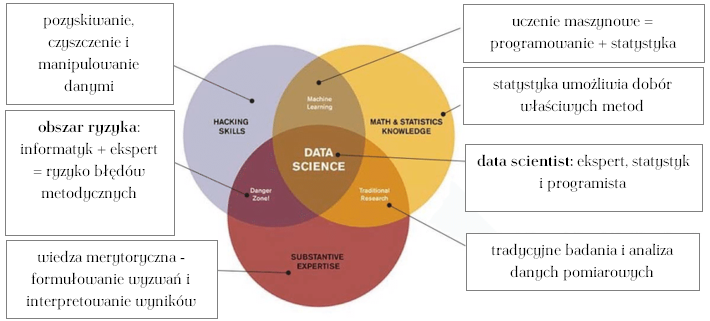 pozyskiwanie,
czyszczenie i
manipulowanie
danymi
uczenie maszynowe =
programowanie + statystyka
statystyka umożliwia dobór
właściwych metod
obszar ryzyka:
informatyk + ekspert
= ryzyko błędów
metodycznych
data scientist: ekspert, statystyk
i programista
wiedza merytoryczna -
formułowanie wyzwań i
interpretowanie wyników
tradycyjne badania i analiza
danych pomiarowych
HACKING
SKILLS
Machine
Learning
MATH & STATISTICS
KNOWLEDGE
DATA
SCIENCE
Danger
Zone!
Traditional
Research
SUBSTANTIVE
EXPERTISE